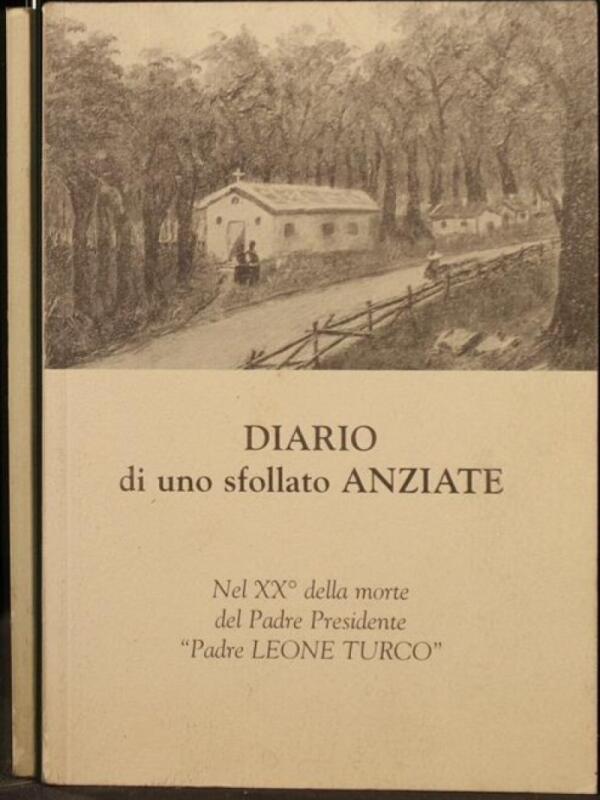 DIARIO
di uno sfollato ANZIATE
Nel XX° della morte
del Padre Presidente
“Padre LEONE TURCO”